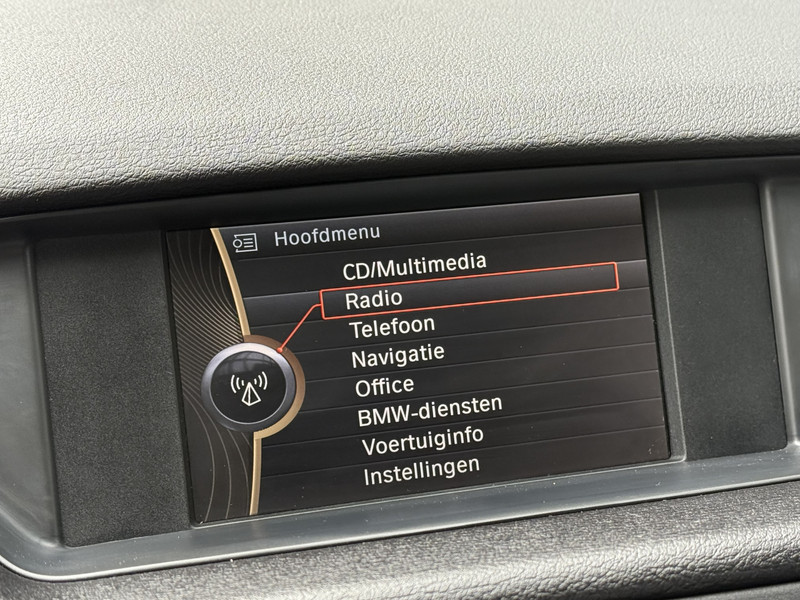 Hoofdmenu
CD/Multimedia
Radio
Telefoon
Navigatie
Office
BMW-diensten
Voertuiginfo
Instellingen